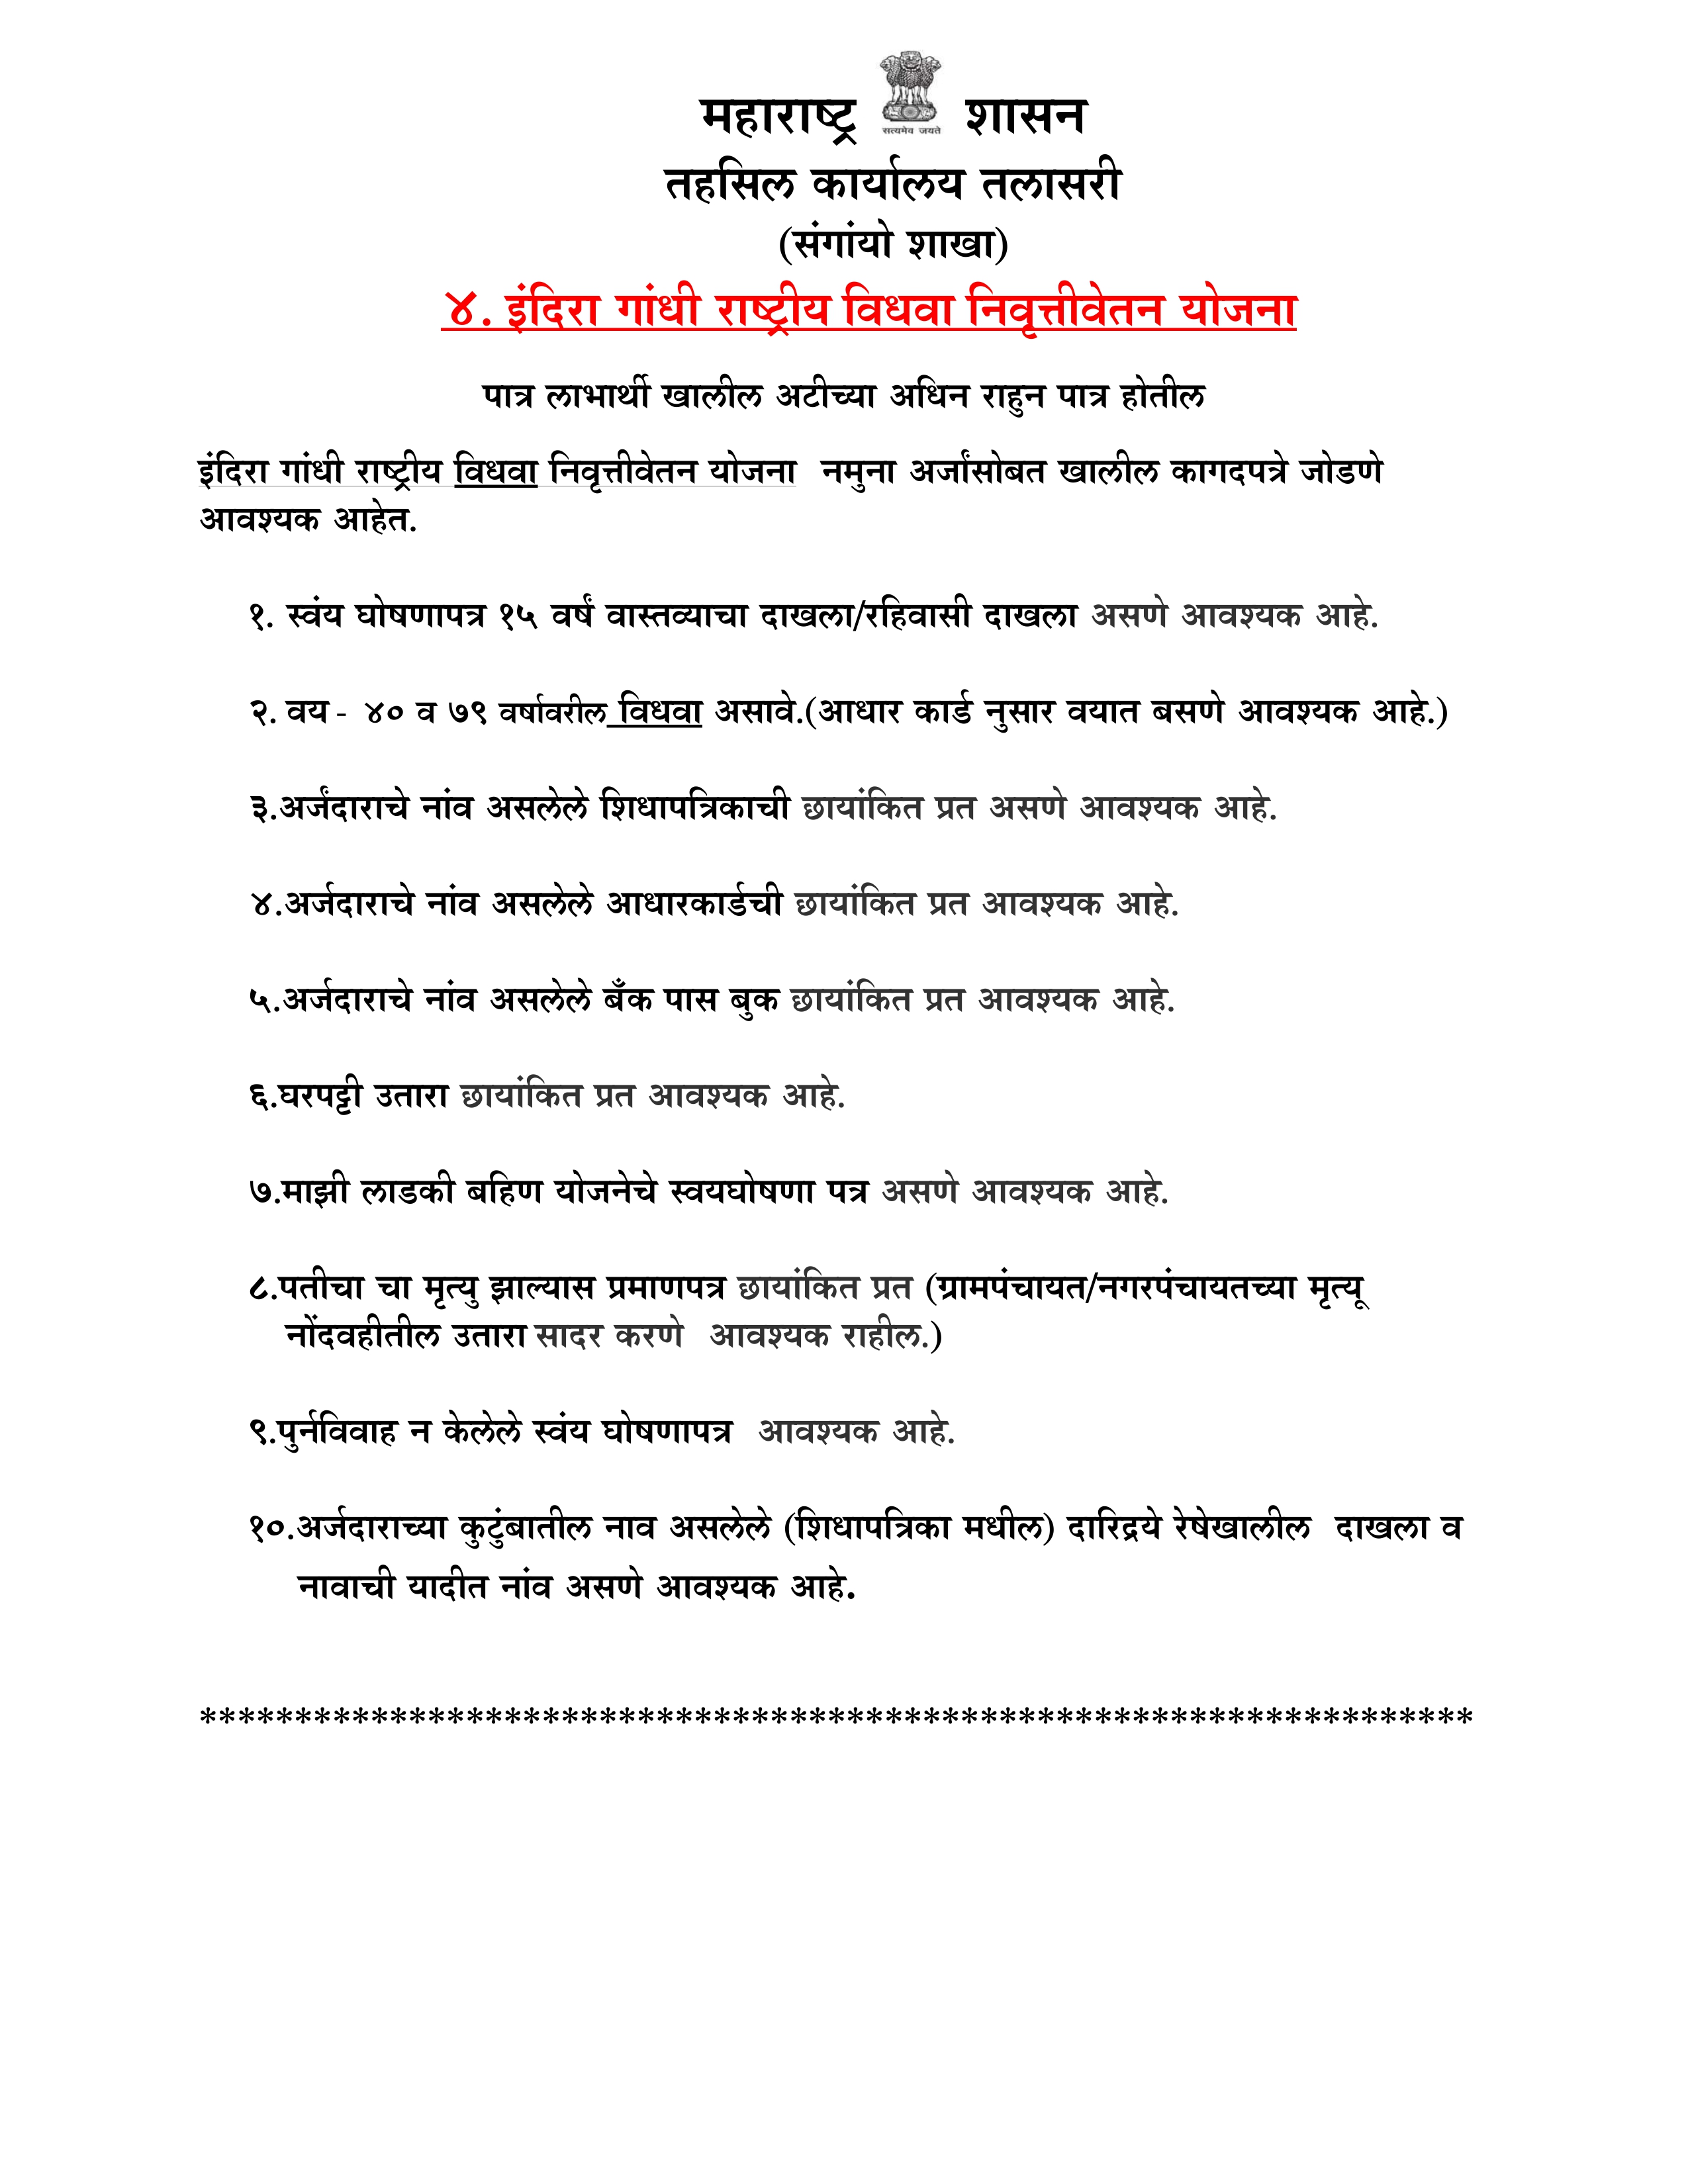 महाराष्ट्र शासन
सत्यमेव जयते
तहसिल कार्यालय तलासरी
(संगांयो शाखा)
४. इंदिरा गांधी राष्ट्रीय विधवा निवृत्तीवेतन योजना
पात्र लाभार्थी खालील अटीच्या अधिन राहुन पात्र होतील
इंदिरा गांधी राष्ट्रीय विधवा निवृत्तीवेतन योजना नमुना अर्जांसोबत खालील कागदपत्रे जोडणे
आवश्यक आहेत.
१. स्वंय घोषणापत्र १५ वर्षं वास्तव्याचा दाखला/रहिवासी दाखला असणे आवश्यक आहे.
२. वय - ४० व ७९ वर्षावरील विधवा असावे.(आधार कार्ड नुसार वयात बसणे आवश्यक आहे.)
३.अर्जंदाराचे नांव असलेले शिधापत्रिकाची छायांकित प्रत असणे आवश्यक आहे.
४.अर्जदाराचे नांव असलेले आधारकार्डची छायांकित प्रत आवश्यक आहे.
५.अर्जदाराचे नांव असलेले बँक पास बुक छायांकित प्रत आवश्यक आहे.
६.घरपट्टी उतारा छायांकित प्रत आवश्यक आहे.
७.माझी लाडकी बहिण योजनेचे स्वयघोषणा पत्र असणे आवश्यक आहे.
८.पतीचा चा मृत्यु झाल्यास प्रमाणपत्र छायांकित प्रत (ग्रामपंचायत/नगरपंचायतच्या मृत्यू
नोंदवहीतील उतारा सादर करणे आवश्यक राहील.)
९.पुर्नविवाह न केलेले स्वंय घोषणापत्र आवश्यक आहे.
१०.अर्जदाराच्या कुटुंबातील नाव असलेले (शिधापत्रिका मधील) दारिद्रये रेषेखालील दाखला व
नावाची यादीत नांव असणे आवश्यक आहे.
*******************************************************************